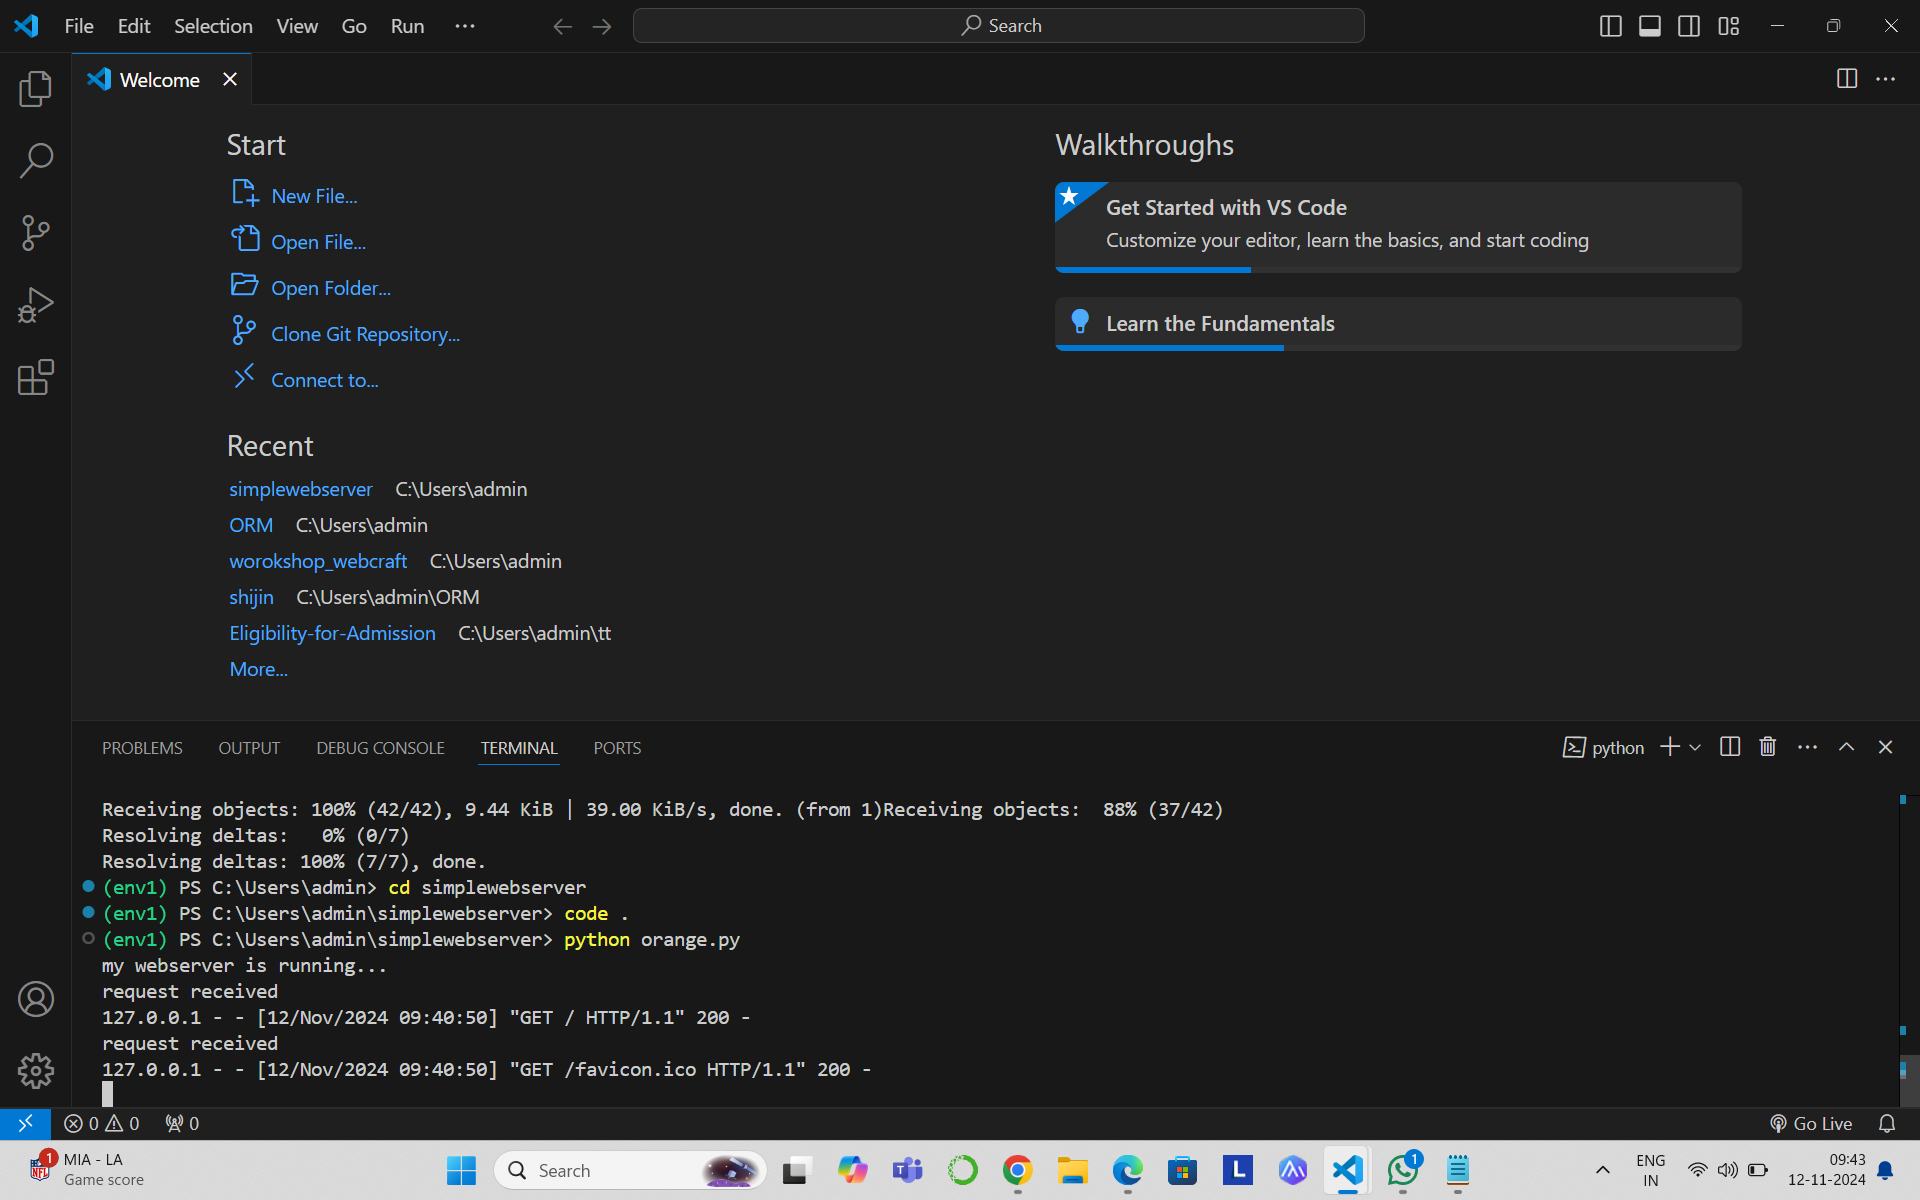 File Edit Selection View Go Run ··· Search
Welcome
Start
New File...
Open File...
Open Folder...
Clone Git Repository...
Connect to...
Recent
simplewebserver C:\Users\admin
ORM C:\Users\admin
worokshop_webcraft C:\Users\admin
shijin C:\Users\admin\ORM
Eligibility-for-Admission C:\Users\admin\tt
More...
Walkthroughs
Get Started with VS Code
Customize your editor, learn the basics, and start coding
Learn the Fundamentals
PROBLEMS OUTPUT DEBUG CONSOLE TERMINAL PORTS python
Receiving objects: 100% (42/42), 9.44 KiB | 39.00 KiB/s, done. (from 1)Receiving objects:  88% (37/42)
Resolving deltas:   0% (0/7)
Resolving deltas: 100% (7/7), done.
(env1) PS C:\Users\admin> cd simplewebserver
(env1) PS C:\Users\admin\simplewebserver> code .
(env1) PS C:\Users\admin\simplewebserver> python orange.py
my webserver is running...
request received
127.0.0.1 - - [12/Nov/2024 09:40:50] "GET / HTTP/1.1" 200 -
request received
127.0.0.1 - - [12/Nov/2024 09:40:50] "GET /favicon.ico HTTP/1.1" 200 -
0 0 0 Go Live
1 NFL MIA - LA
Game score
Search
L
1
ENG
IN
09:43
12-11-2024